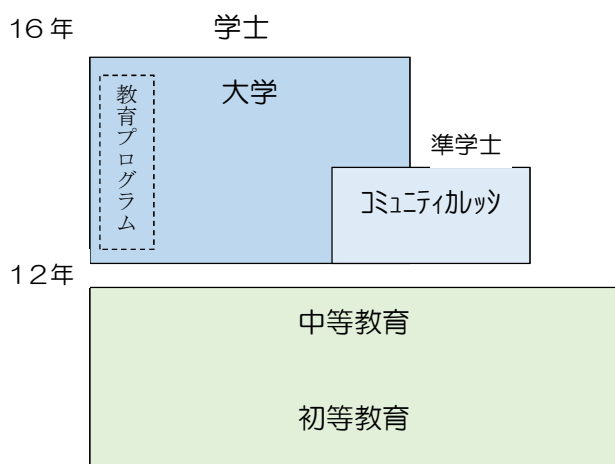 16年
学士
大学
教育プログラム
準学士
コミュニティカレッジ
12年
中等教育
初等教育